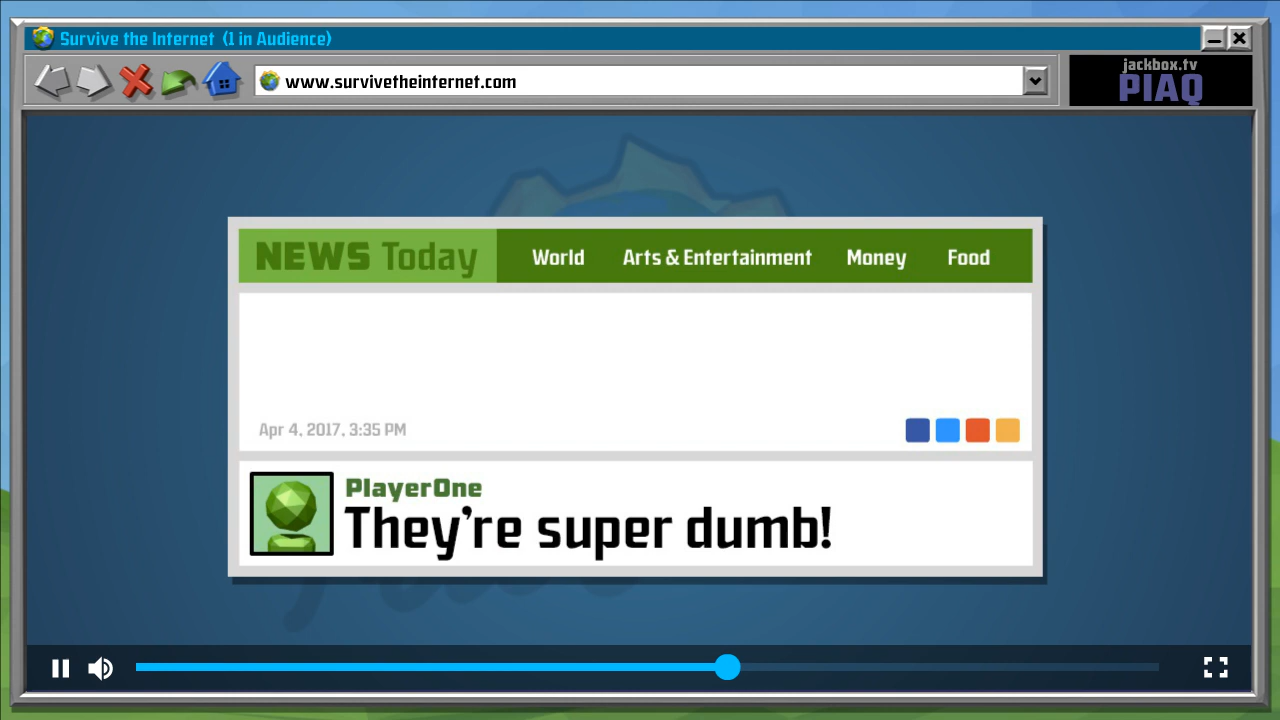 Survive the Internet (1 in Audience)
www.survivetheinternet.com
jackbox.tv
PIAQ
NEWS Today World Arts & Entertainment Money Food
Apr 4, 2017, 3:35 PM
PlayerOne
They're super dumb!